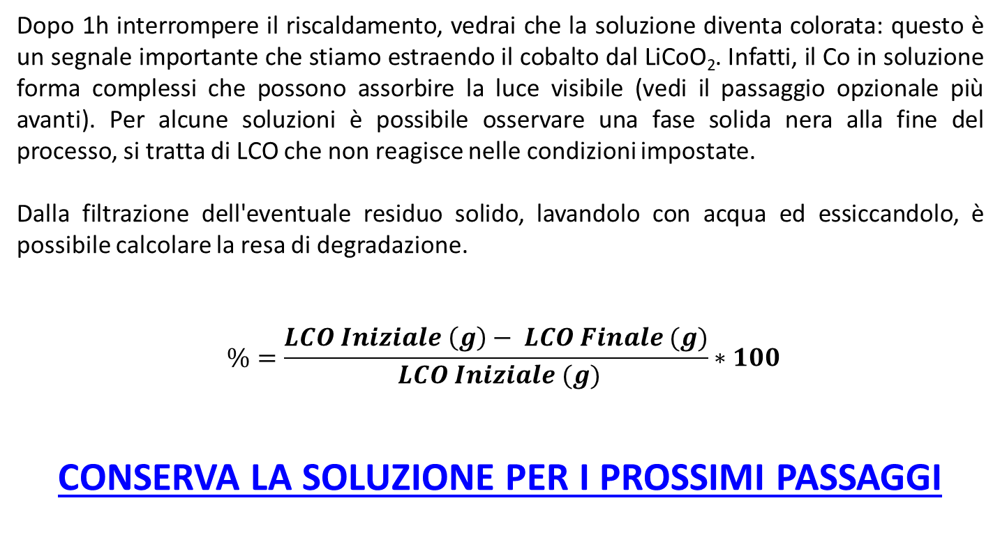 Dopo 1h interrompere il riscaldamento, vedrai che la soluzione diventa colorata: questo è
un segnale importante che stiamo estraendo il cobalto dal LiCoO₂. Infatti, il Co in soluzione
forma complessi che possono assorbire la luce visibile (vedi il passaggio opzionale più
avanti). Per alcune soluzioni è possibile osservare una fase solida nera alla fine del
processo, si tratta di LCO che non reagisce nelle condizioni impostate.
Dalla filtrazione dell'eventuale residuo solido, lavandolo con acqua ed essiccandolo, è
possibile calcolare la resa di degradazione.
LCO Iniziale (g) − LCO Finale (g)
% = ∗ 100
LCO Iniziale (g)
CONSERVA LA SOLUZIONE PER I PROSSIMI PASSAGGI